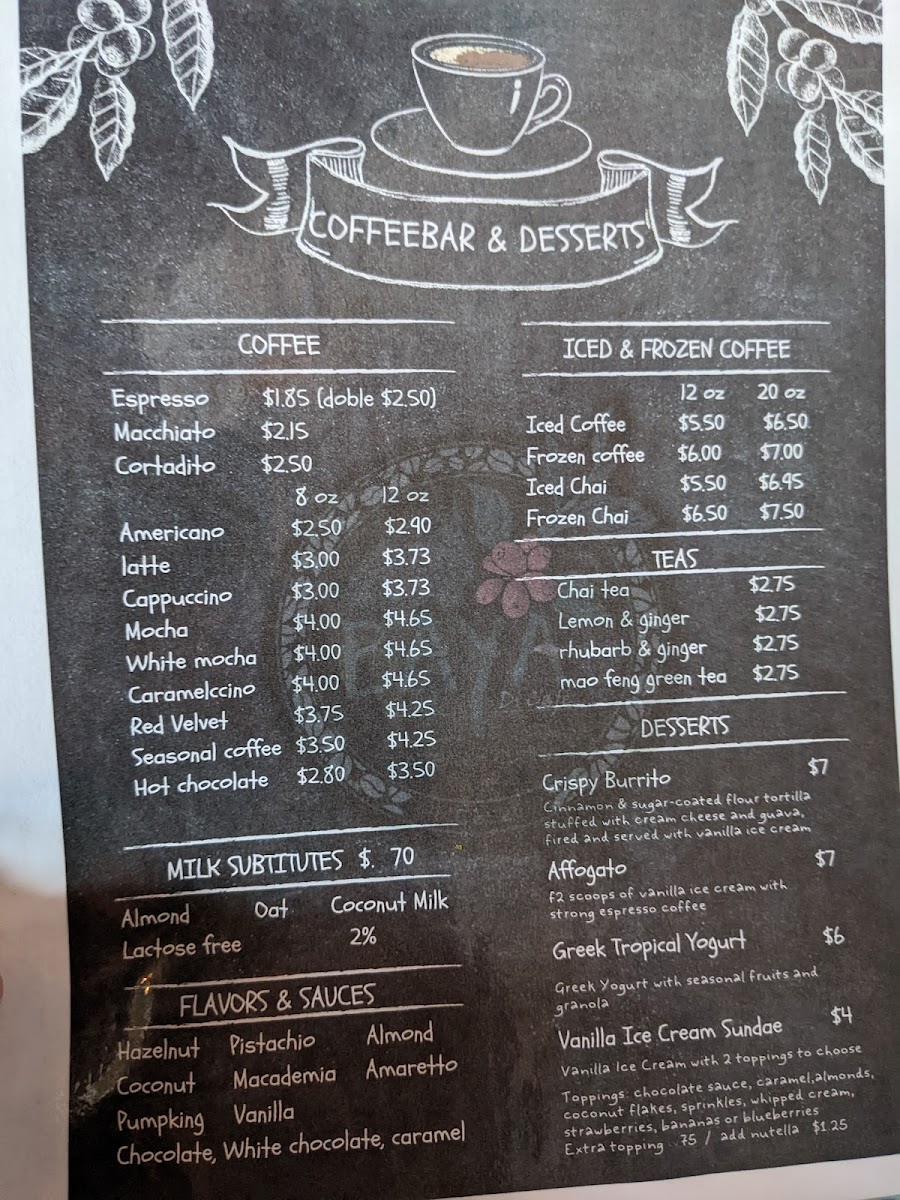 COFFEEBAR & DESSERTS
COFFEE
Espresso $1.85 (doble $2.50)
Macchiato $2.15
Cortadito $2.50
8 oz 12 oz
Americano $2.50 $2.90
latte $3.00 $3.73
Cappuccino $3.00 $3.73
Mocha $4.00 $4.65
White mocha $4.00 $4.65
Caramelccino $4.00 $4.65
Red Velvet $3.75 $4.25
Seasonal coffee $3.50 $4.25
Hot chocolate $2.80 $3.50
MILK SUBTITUTES $. 70
Almond Oat Coconut Milk
Lactose free 2%
FLAVORS & SAUCES
Hazelnut Pistachio Almond
Coconut Macademia Amaretto
Pumpking Vanilla
Chocolate, White chocolate, caramel
ICED & FROZEN COFFEE
12 oz 20 oz
Iced Coffee $5.50 $6.50
Frozen coffee $6.00 $7.00
Iced Chai $5.50 $6.95
Frozen Chai $6.50 $7.50
TEAS
Chai tea $2.75
Lemon & ginger $2.75
rhubarb & ginger $2.75
mao feng green tea $2.75
DESSERTS
Crispy Burrito $7
Cinnamon & sugar-coated flour tortilla
stuffed with cream cheese and guava,
fired and served with vanilla ice cream
Affogato $7
f2 scoops of vanilla ice cream with
strong espresso coffee
Greek Tropical Yogurt $6
Greek Yogurt with seasonal fruits and
granola
Vanilla Ice Cream Sundae $4
Vanilla Ice Cream with 2 toppings to choose
Toppings: chocolate sauce, caramel,almonds,
coconut flakes, sprinkles, whipped cream,
strawberries, bananas or blueberries
Extra topping .75 / add nutella $1.25